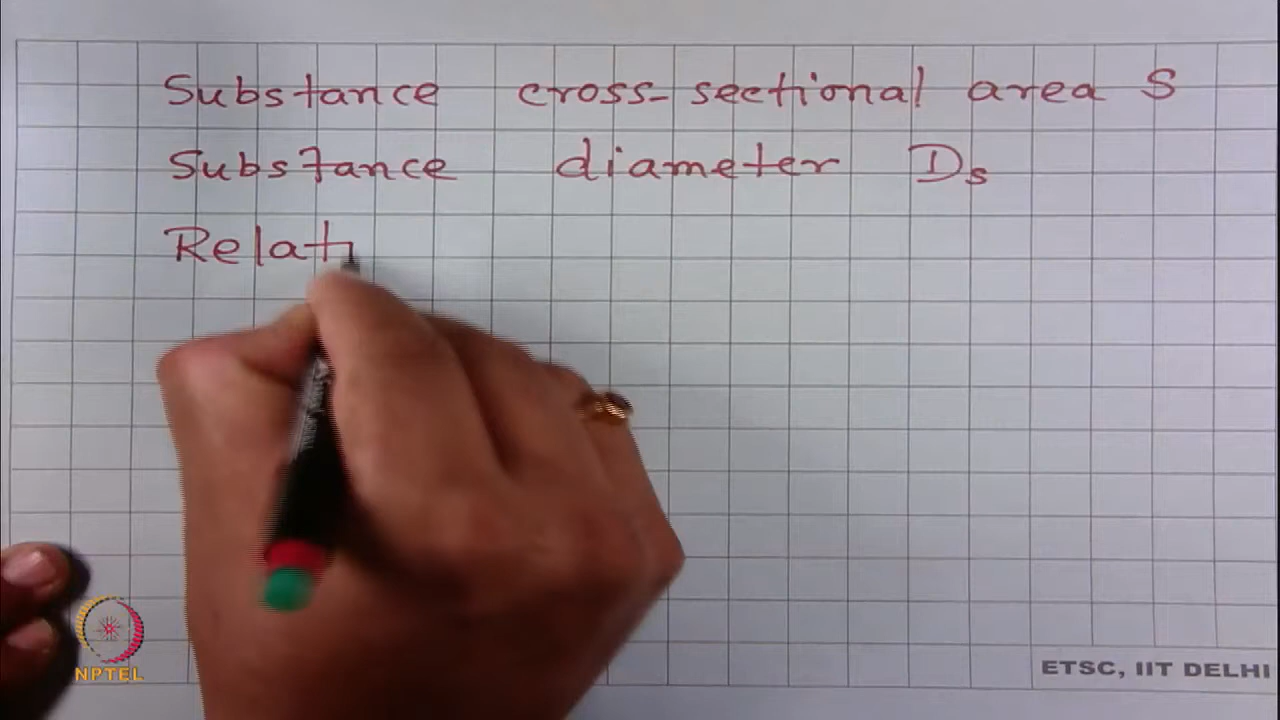 Substance cross-sectional area S
Substance diameter Ds
Relat
NPTEL
ETSC, IIT DELHI